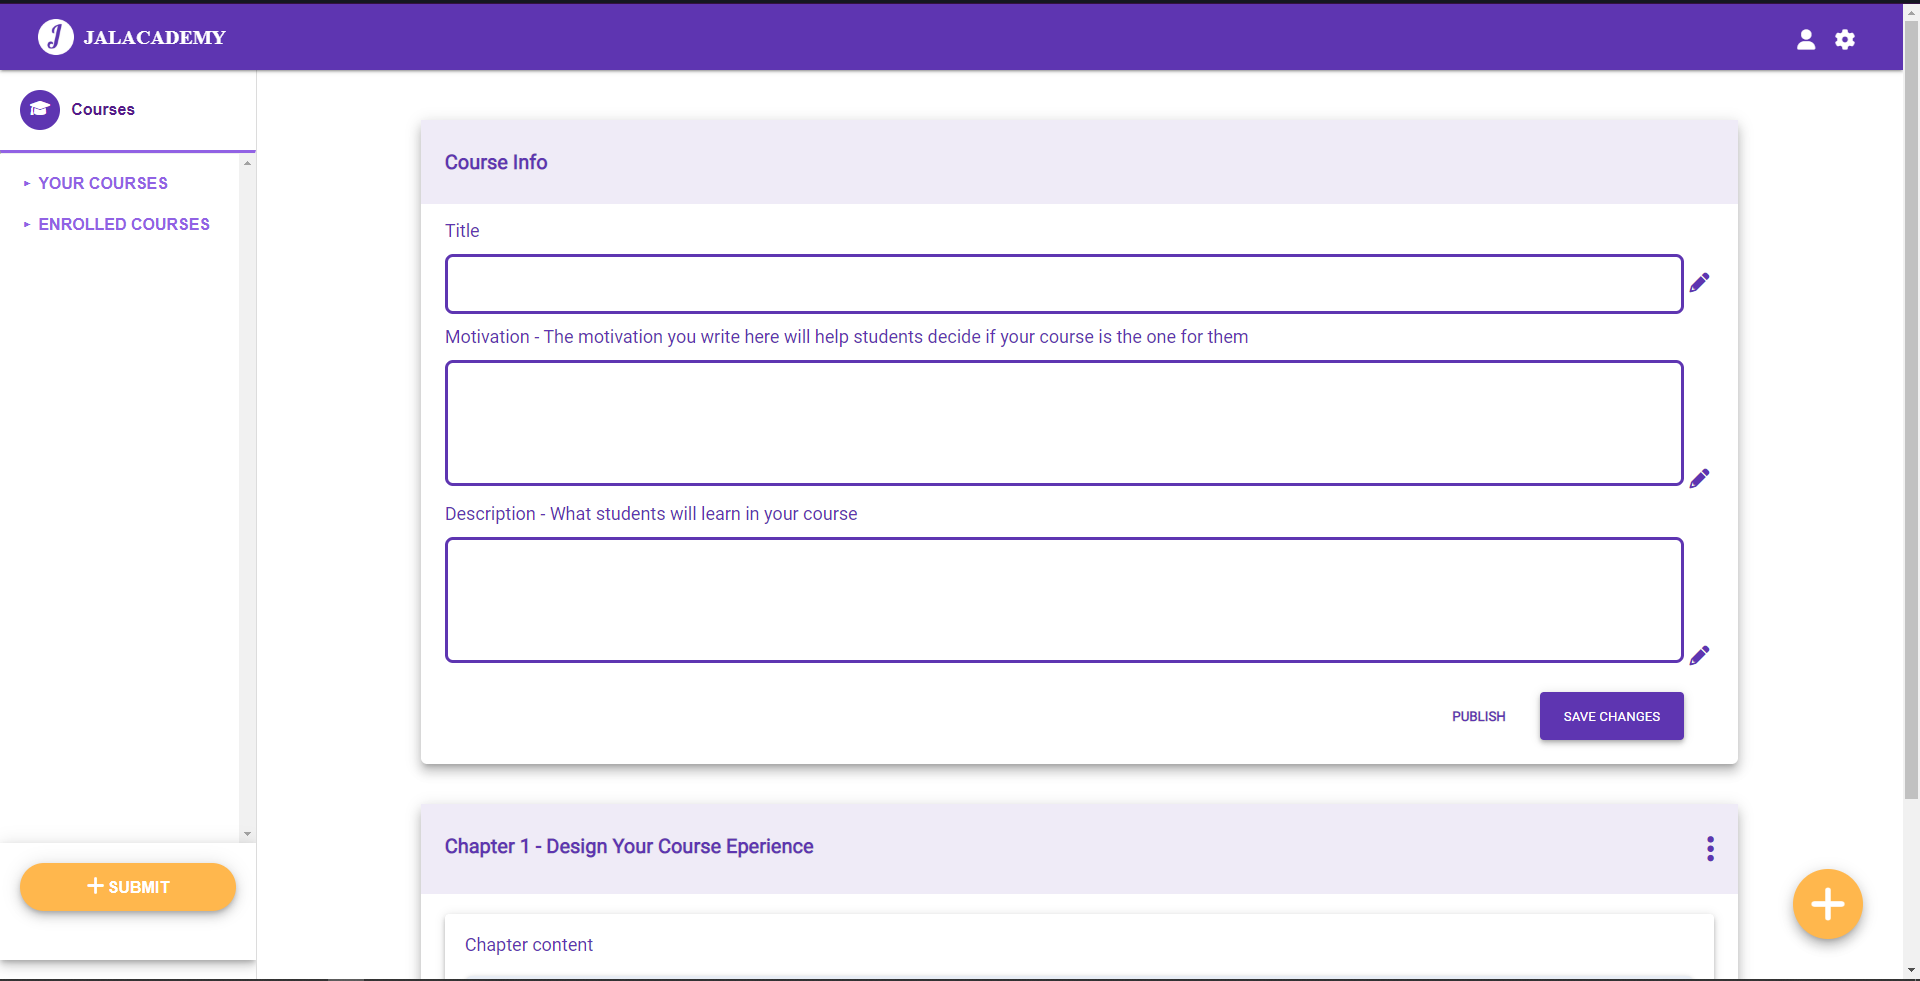 J JALACADEMY
Courses
YOUR COURSES
ENROLLED COURSES
Course Info
Title
Motivation - The motivation you write here will help students decide if your course is the one for them
Description - What students will learn in your course
PUBLISH
SAVE CHANGES
Chapter 1 - Design Your Course Eperience
Chapter content
+ SUBMIT